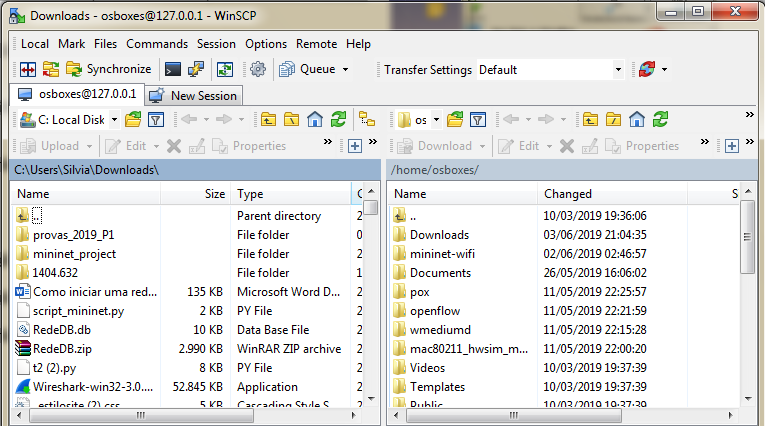 Downloads - osboxes@127.0.0.1 - WinSCP
Local Mark Files Commands Session Options Remote Help
Synchronize Queue Transfer Settings Default
osboxes@127.0.0.1 New Session
C: Local Disk os
Upload Edit Properties » Download Edit Properties »
C:\Users\Silvia\Downloads\ /home/osboxes/
Name Size Type Name Changed S
.. Parent directory 2 .. 10/03/2019 19:36:06
provas_2019_P1 File folder 0 Downloads 03/06/2019 21:04:35
mininet_project File folder 2 mininet-wifi 02/06/2019 02:46:57
1404.632 File folder 1 Documents 26/05/2019 16:06:02
Como iniciar uma red... 135 KB Microsoft Word D... 2 pox 11/05/2019 22:25:57
script_mininet.py 2 KB PY File 2 openflow 11/05/2019 22:21:59
RedeDB.db 10 KB Data Base File 2 wmediumd 11/05/2019 22:15:28
RedeDB.zip 2.990 KB WinRAR ZIP archive 2 mac80211_hwsim_m... 11/05/2019 22:00:20
t2 (2).py 8 KB PY File 2 Videos 10/03/2019 19:37:39
Wireshark-win32-3.0.... 52.845 KB Application 2 Templates 10/03/2019 19:37:39
_estilosite (2).css 5 KB Cascading Style S... 2 Public 10/03/2019 19:37:39